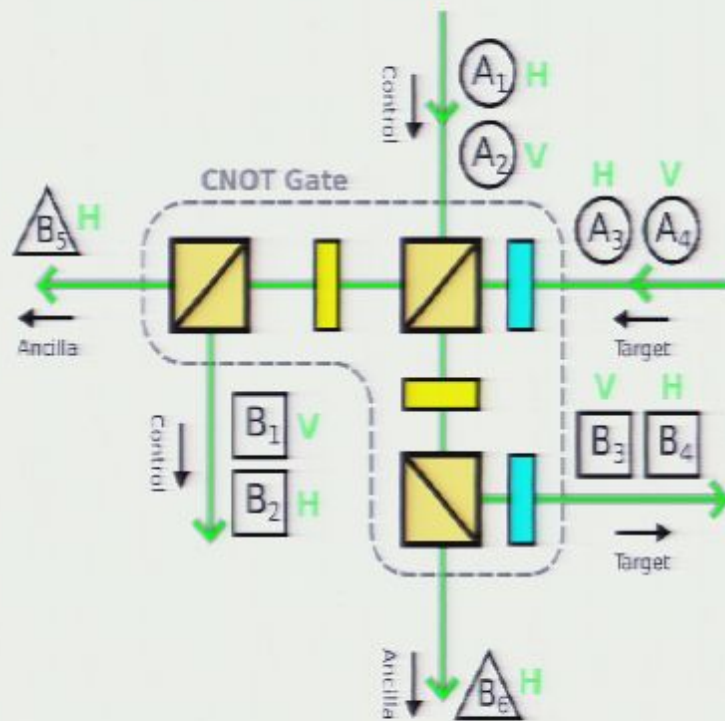 Control
A₁ H
A₂ V
CNOT Gate
H V
A₃ A₄
B₅ H
Ancilla
Target
Control
B₁ V
B₂ H
V H
B₃ B₄
Target
Ancilla
B₆ H